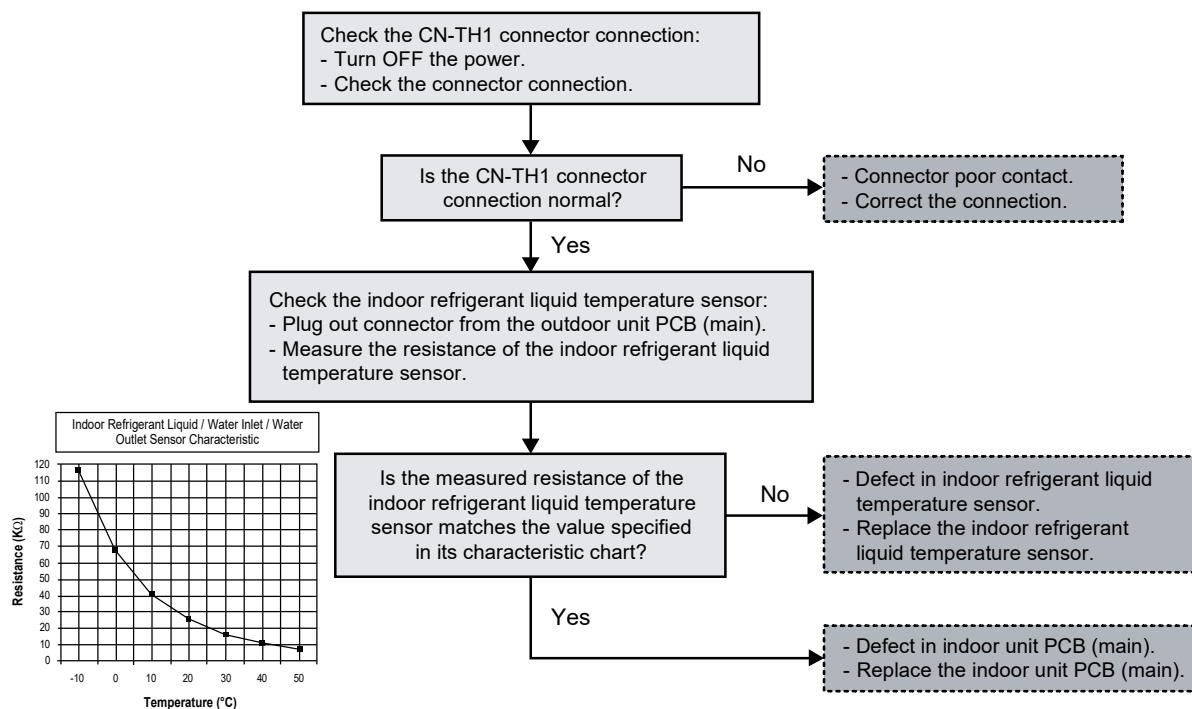 Check the CN-TH1 connector connection:
- Turn OFF the power.
- Check the connector connection.
Is the CN-TH1 connector
connection normal?
No
- Connector poor contact.
- Correct the connection.
Yes
Check the indoor refrigerant liquid temperature sensor:
- Plug out connector from the outdoor unit PCB (main).
- Measure the resistance of the indoor refrigerant liquid
temperature sensor.
Indoor Refrigerant Liquid / Water Inlet / Water
Outlet Sensor Characteristic
Resistance (KΩ)
120
110
100
90
80
70
60
50
40
30
20
10
0
-10 0 10 20 30 40 50
Temperature (°C)
Is the measured resistance of the
indoor refrigerant liquid temperature
sensor matches the value specified
in its characteristic chart?
No
- Defect in indoor refrigerant liquid
temperature sensor.
- Replace the indoor refrigerant
liquid temperature sensor.
Yes
- Defect in indoor unit PCB (main).
- Replace the indoor unit PCB (main).